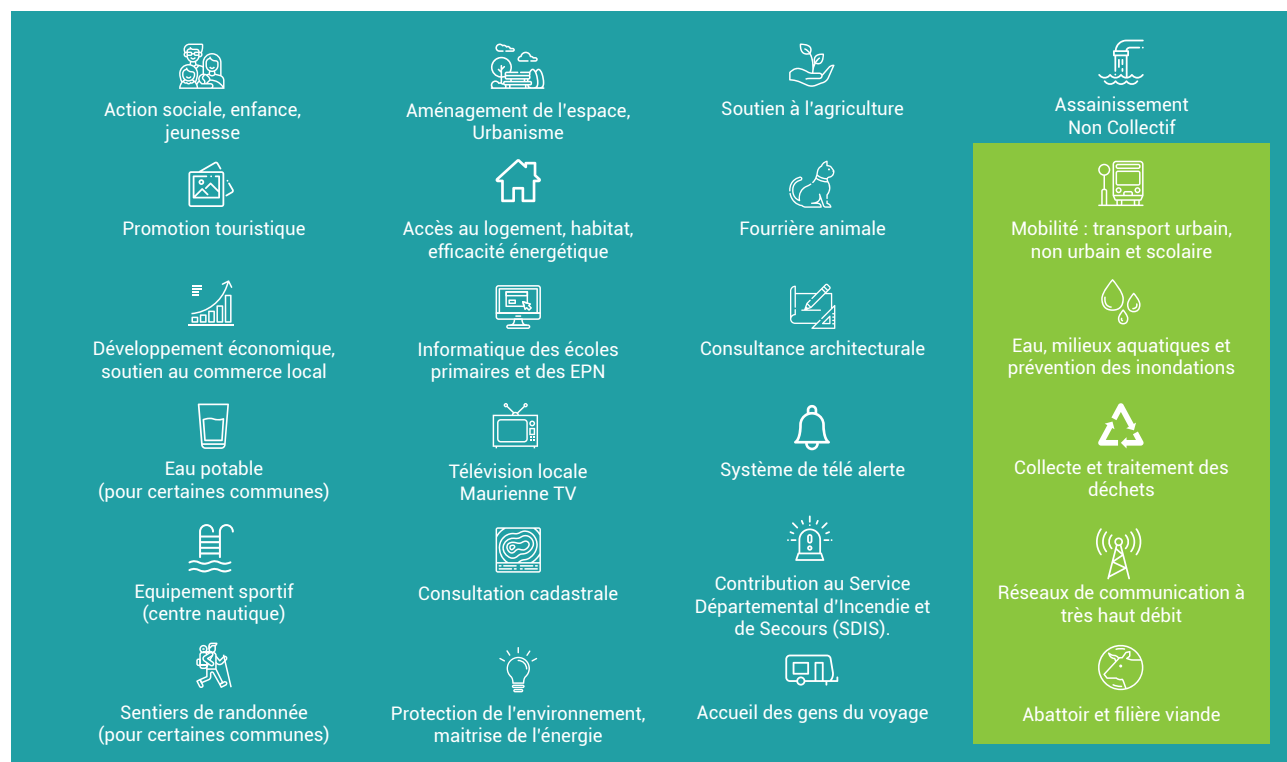 Action sociale, enfance,
jeunesse
Aménagement de l'espace,
Urbanisme
Soutien à l'agriculture
Assainissement
Non Collectif
Promotion touristique
Accès au logement, habitat,
efficacité énergétique
Fourrière animale
Mobilité : transport urbain,
non urbain et scolaire
Développement économique,
soutien au commerce local
Informatique des écoles
primaires et des EPN
Consultance architecturale
Eau, milieux aquatiques et
prévention des inondations
Eau potable
(pour certaines communes)
Télévision locale
Maurienne TV
Système de télé alerte
Collecte et traitement des
déchets
Equipement sportif
(centre nautique)
Consultation cadastrale
Contribution au Service
Départemental d'Incendie et
de Secours (SDIS).
Réseaux de communication à
très haut débit
Sentiers de randonnée
(pour certaines communes)
Protection de l'environnement,
maitrise de l'énergie
Accueil des gens du voyage
Abattoir et filière viande